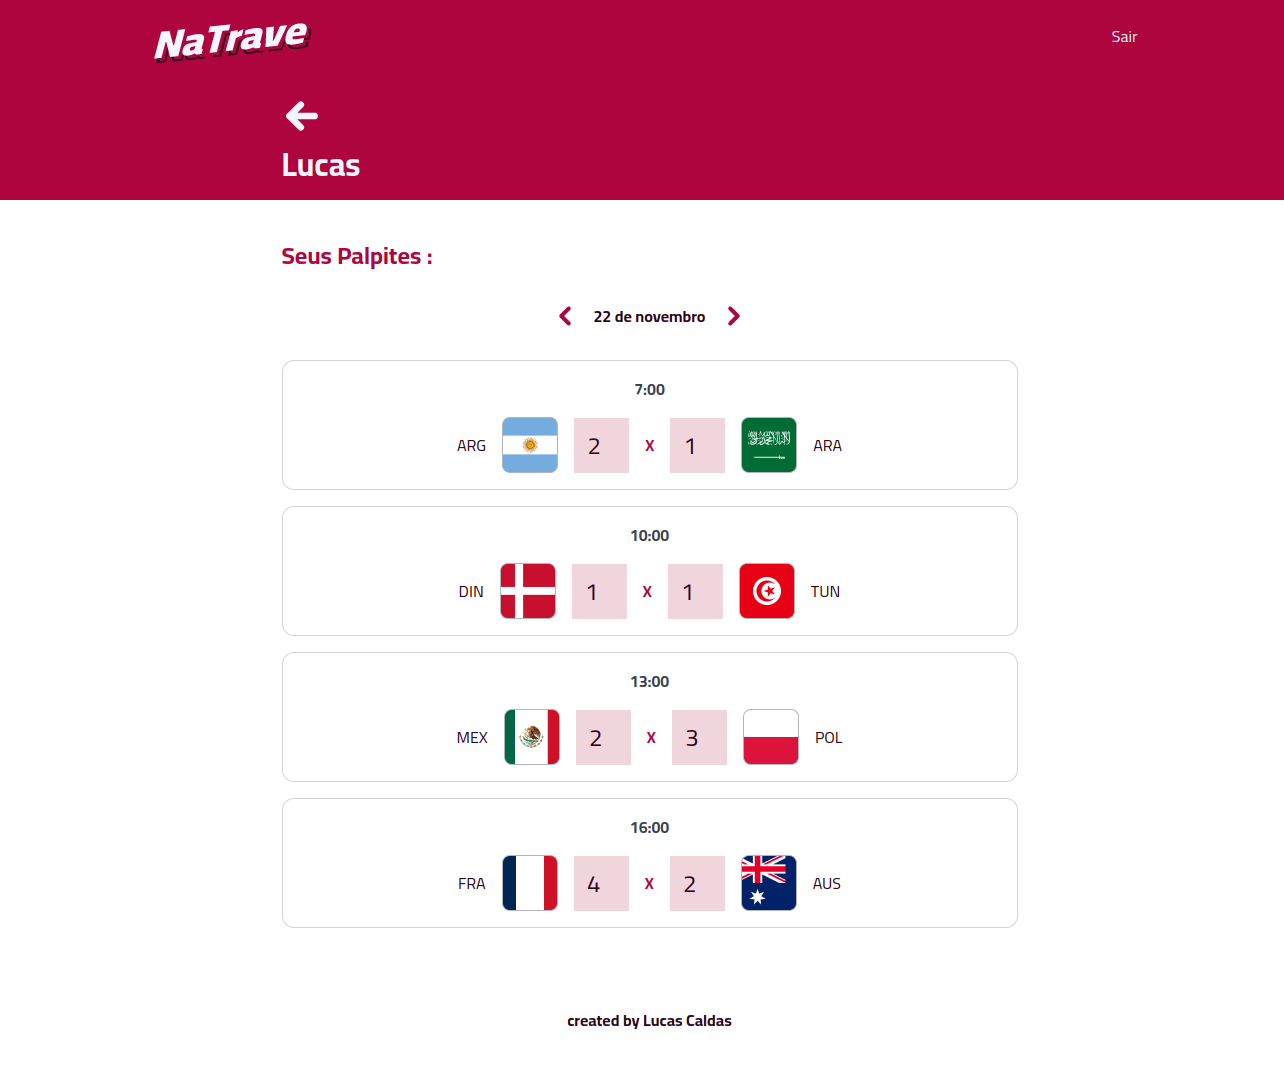 NaTrave
Sair
Lucas
Seus Palpites :
22 de novembro
7:00
ARG 2 X 1 ARA
10:00
DIN 1 X 1 TUN
13:00
MEX 2 X 3 POL
16:00
FRA 4 X 2 AUS
created by Lucas Caldas